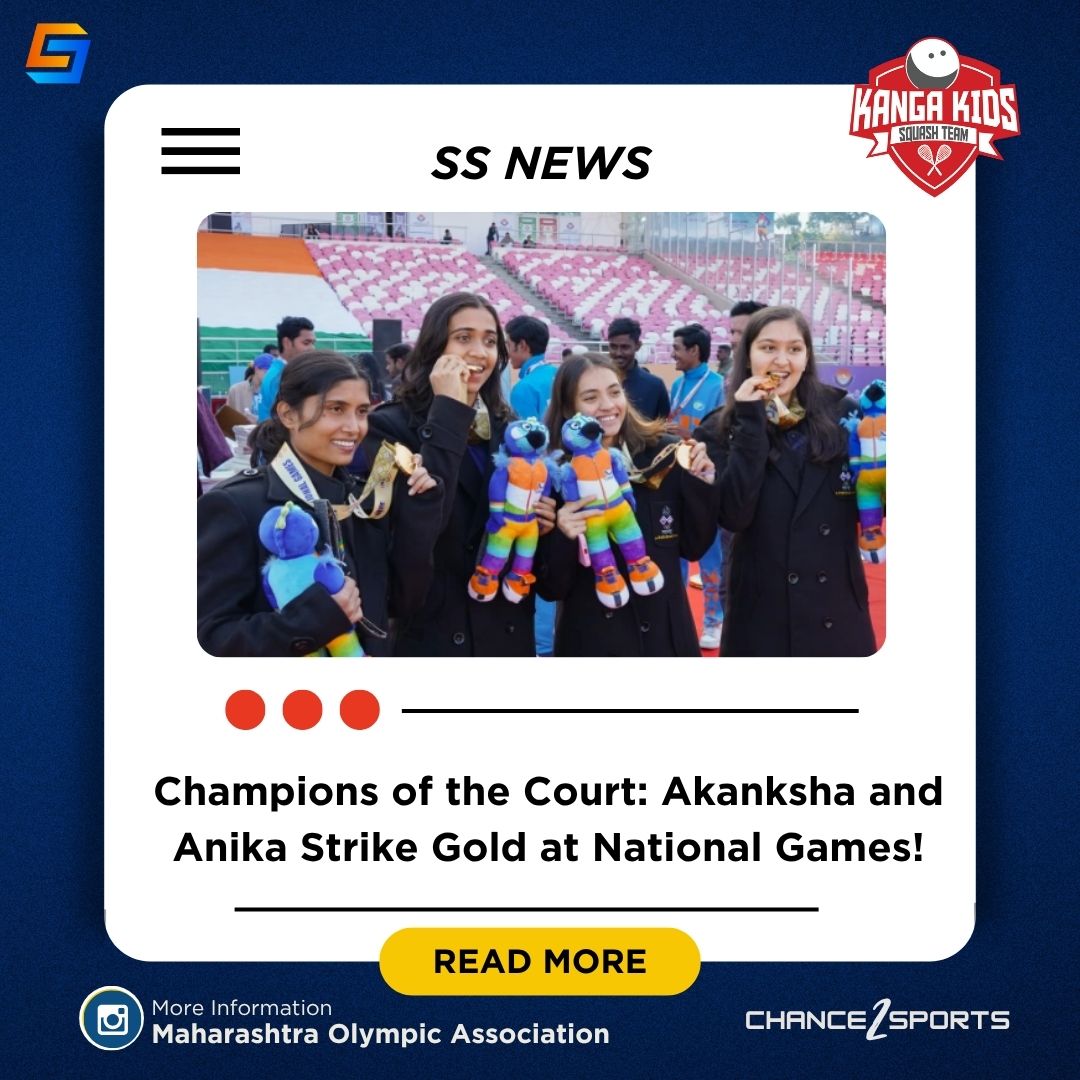 KANGA KIDS
SQUASH TEAM
SS NEWS
Champions of the Court: Akanksha and
Anika Strike Gold at National Games!
READ MORE
More Information
Maharashtra Olympic Association
CHANCE2SPORTS